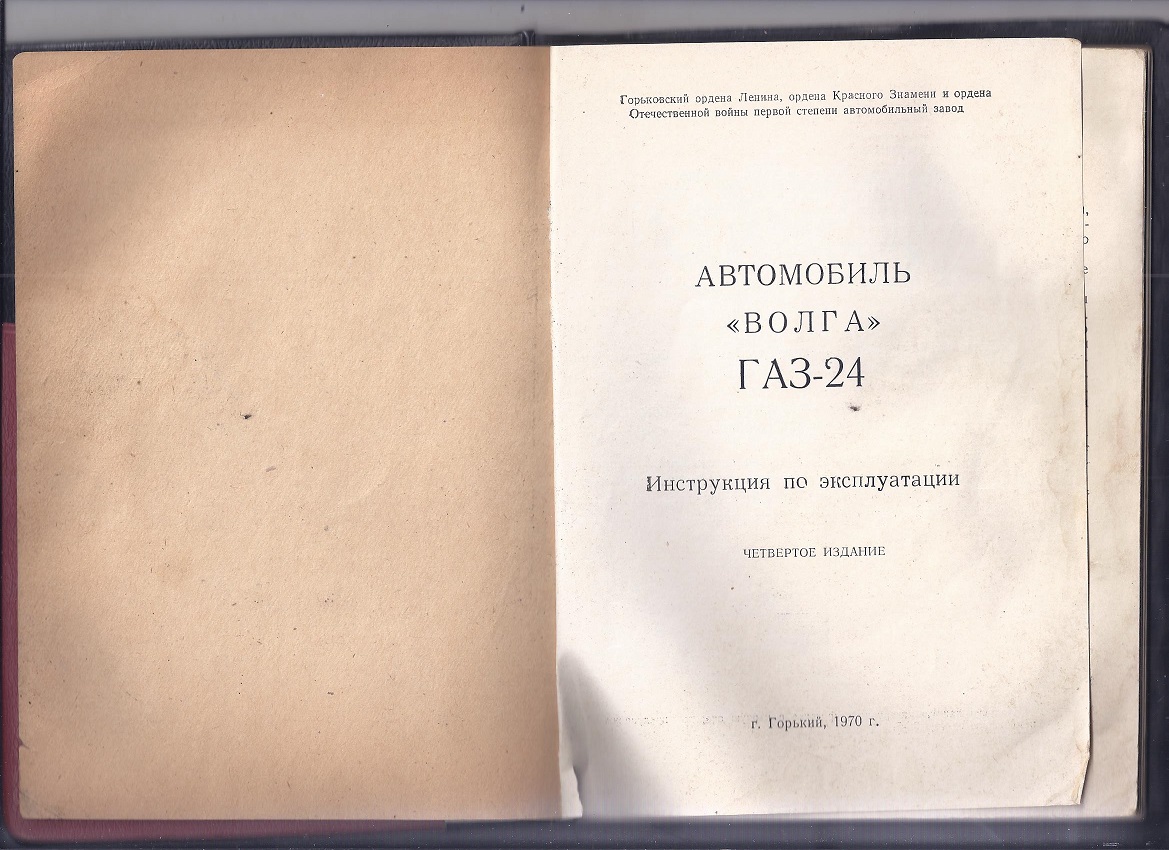 Горьковский ордена Ленина, ордена Красного Знамени и ордена
Отечественной войны первой степени автомобильный завод
АВТОМОБИЛЬ
«ВОЛГА»
ГАЗ-24
Инструкция по эксплуатации
ЧЕТВЕРТОЕ ИЗДАНИЕ
г. Горький, 1970 г.